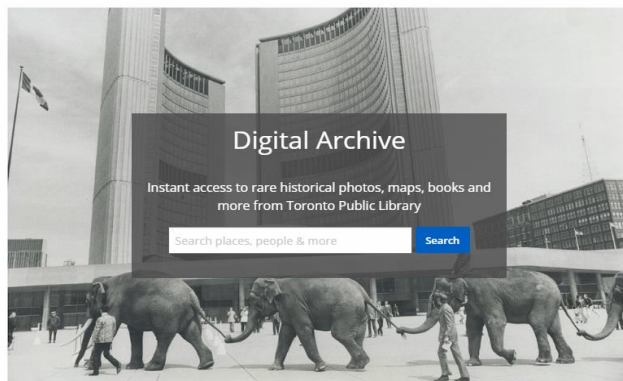 Digital Archive
Instant access to rare historical photos, maps, books and
more from Toronto Public Library
Search places, people & more
Search